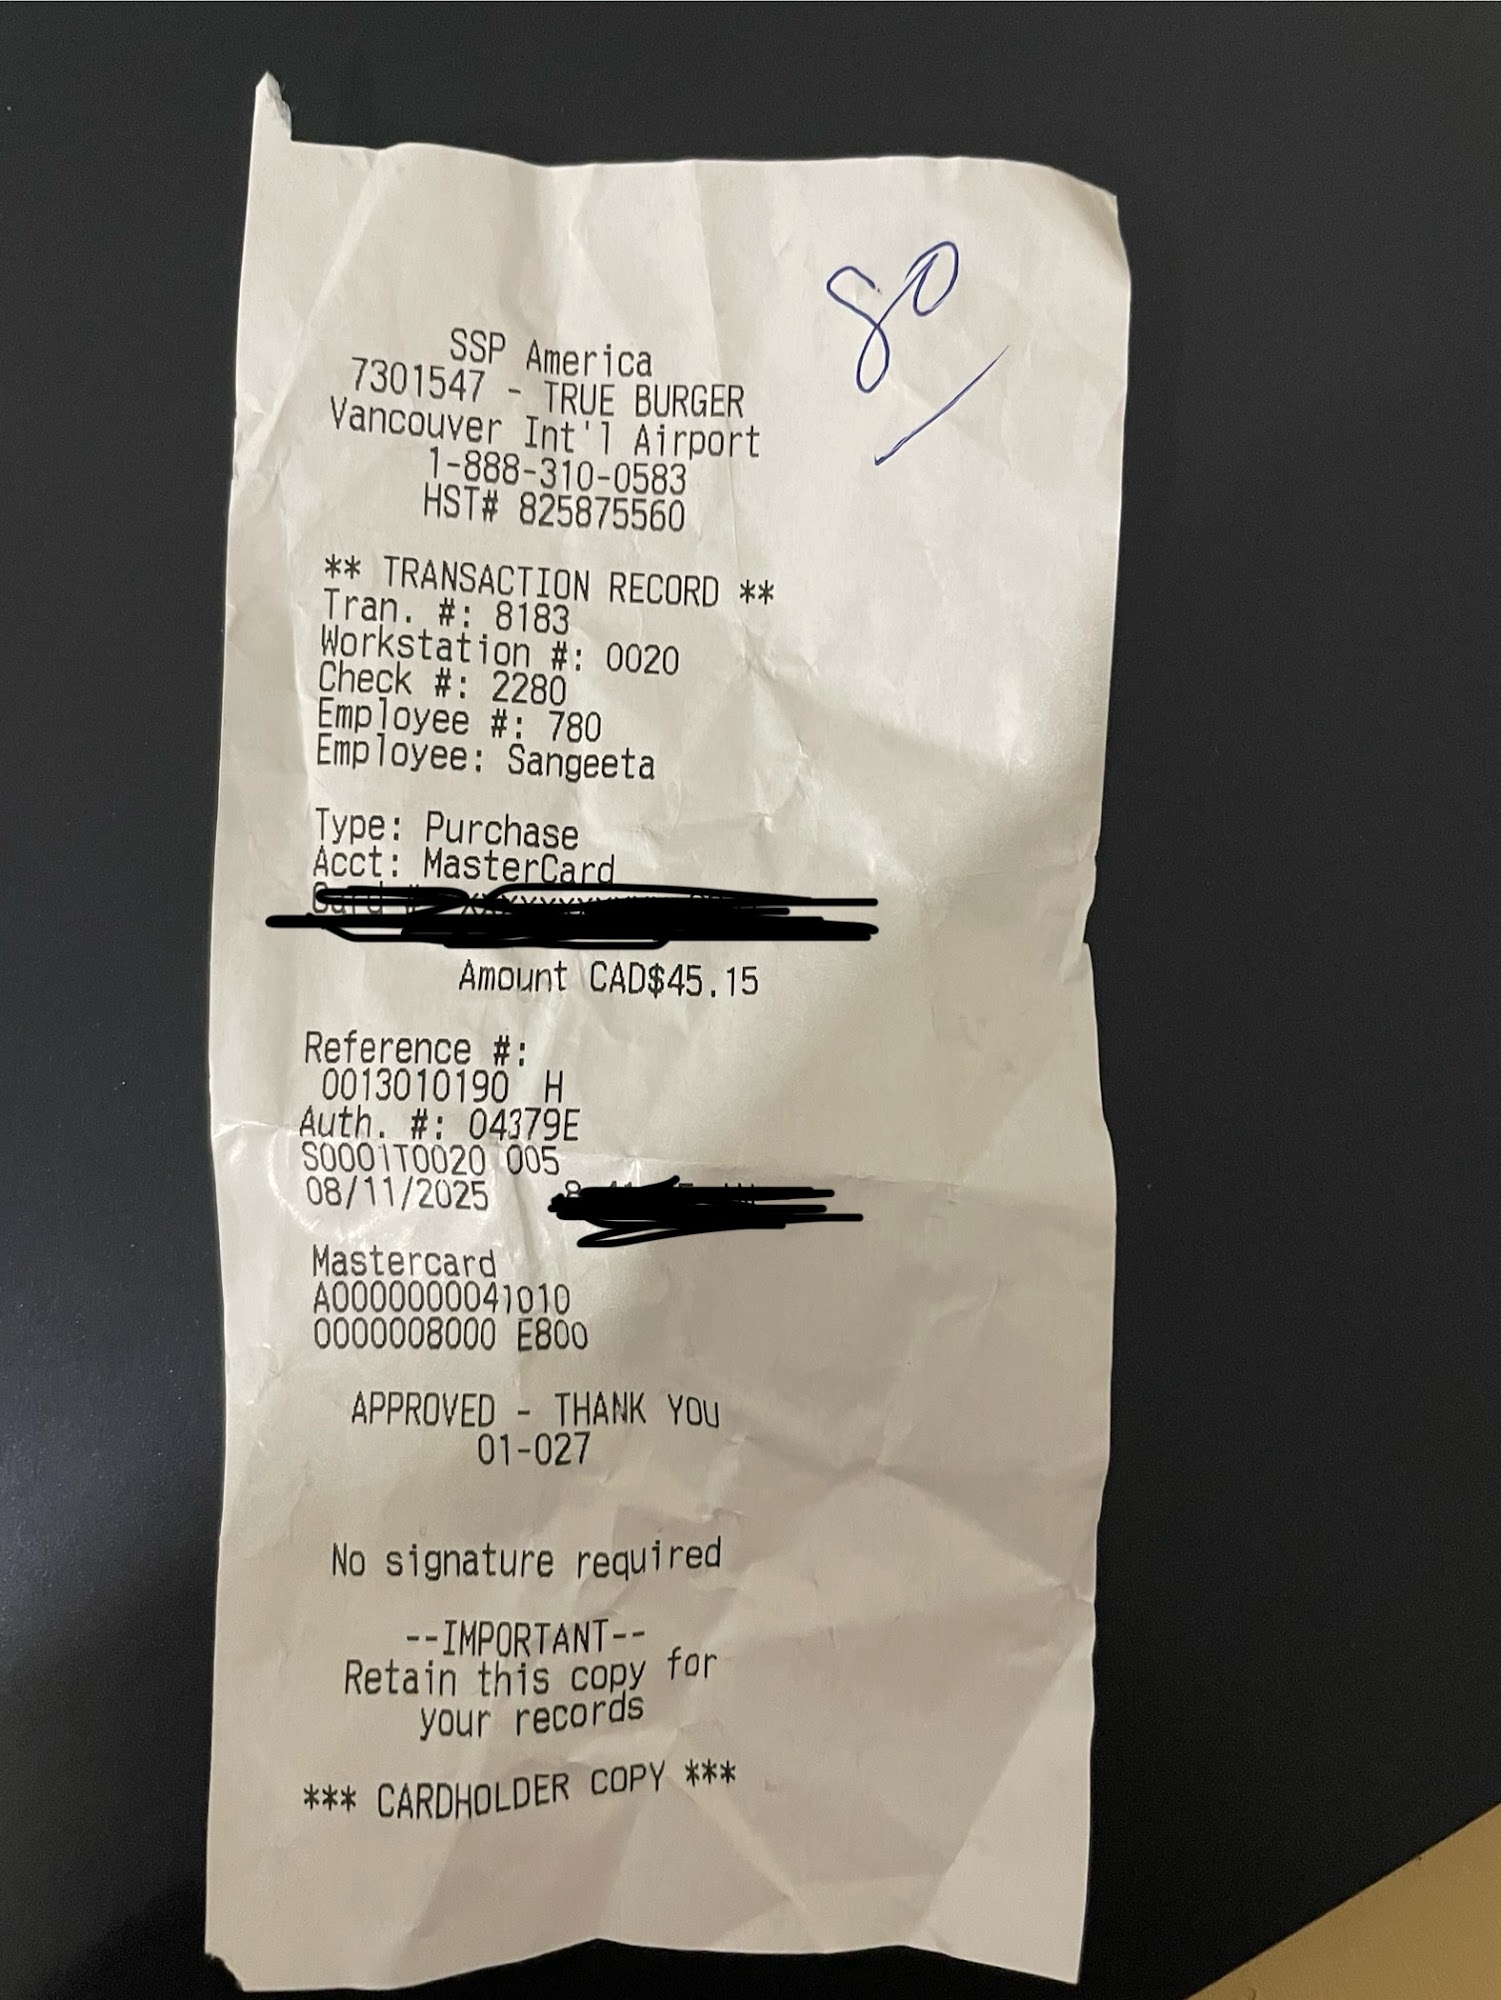 80
SSP America
7301547 - TRUE BURGER
Vancouver Int'l Airport
1-888-310-0583
HST# 825875560
** TRANSACTION RECORD **
Tran. #: 8183
Workstation #: 0020
Check #: 2280
Employee #: 780
Employee: Sangeeta
Type: Purchase
Acct: MasterCard
Amount CAD$45.15
Reference #:
0013010190 H
Auth. #: 04379E
S0001T0020 005
08/11/2025
Mastercard
A0000000041010
0000008000 E800
APPROVED - THANK YOU
01-027
No signature required
--IMPORTANT--
Retain this copy for
your records
*** CARDHOLDER COPY ***